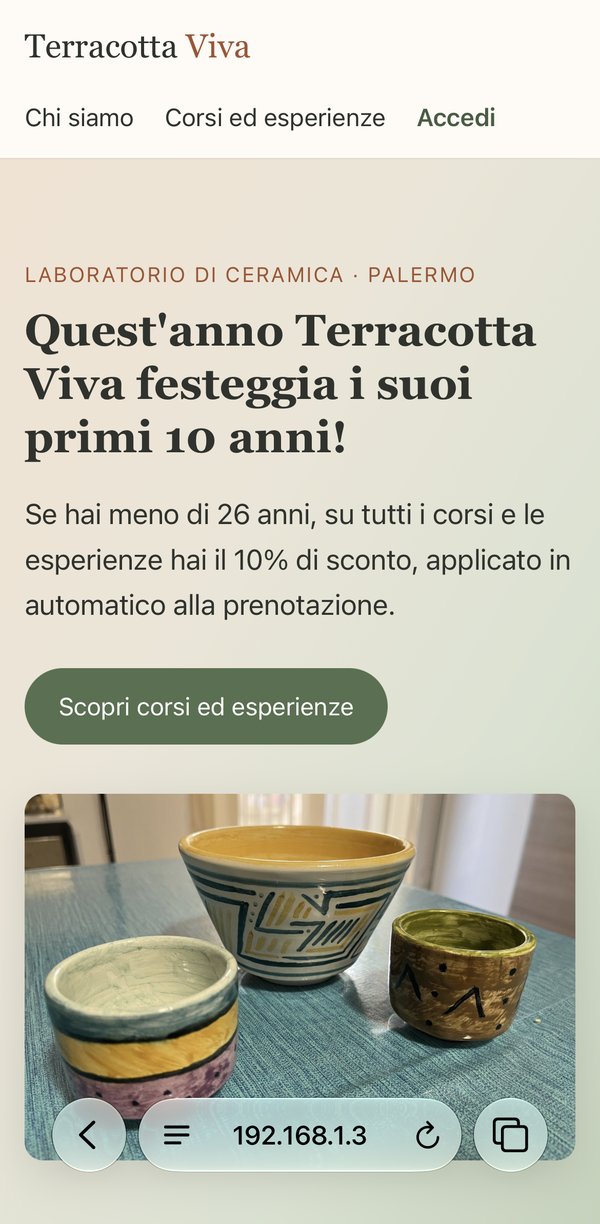 Terracotta Viva
Chi siamo Corsi ed esperienze Accedi
LABORATORIO DI CERAMICA · PALERMO
Quest'anno Terracotta
Viva festeggia i suoi
primi 10 anni!
Se hai meno di 26 anni, su tutti i corsi e le
esperienze hai il 10% di sconto, applicato in
automatico alla prenotazione.
Scopri corsi ed esperienze
192.168.1.3